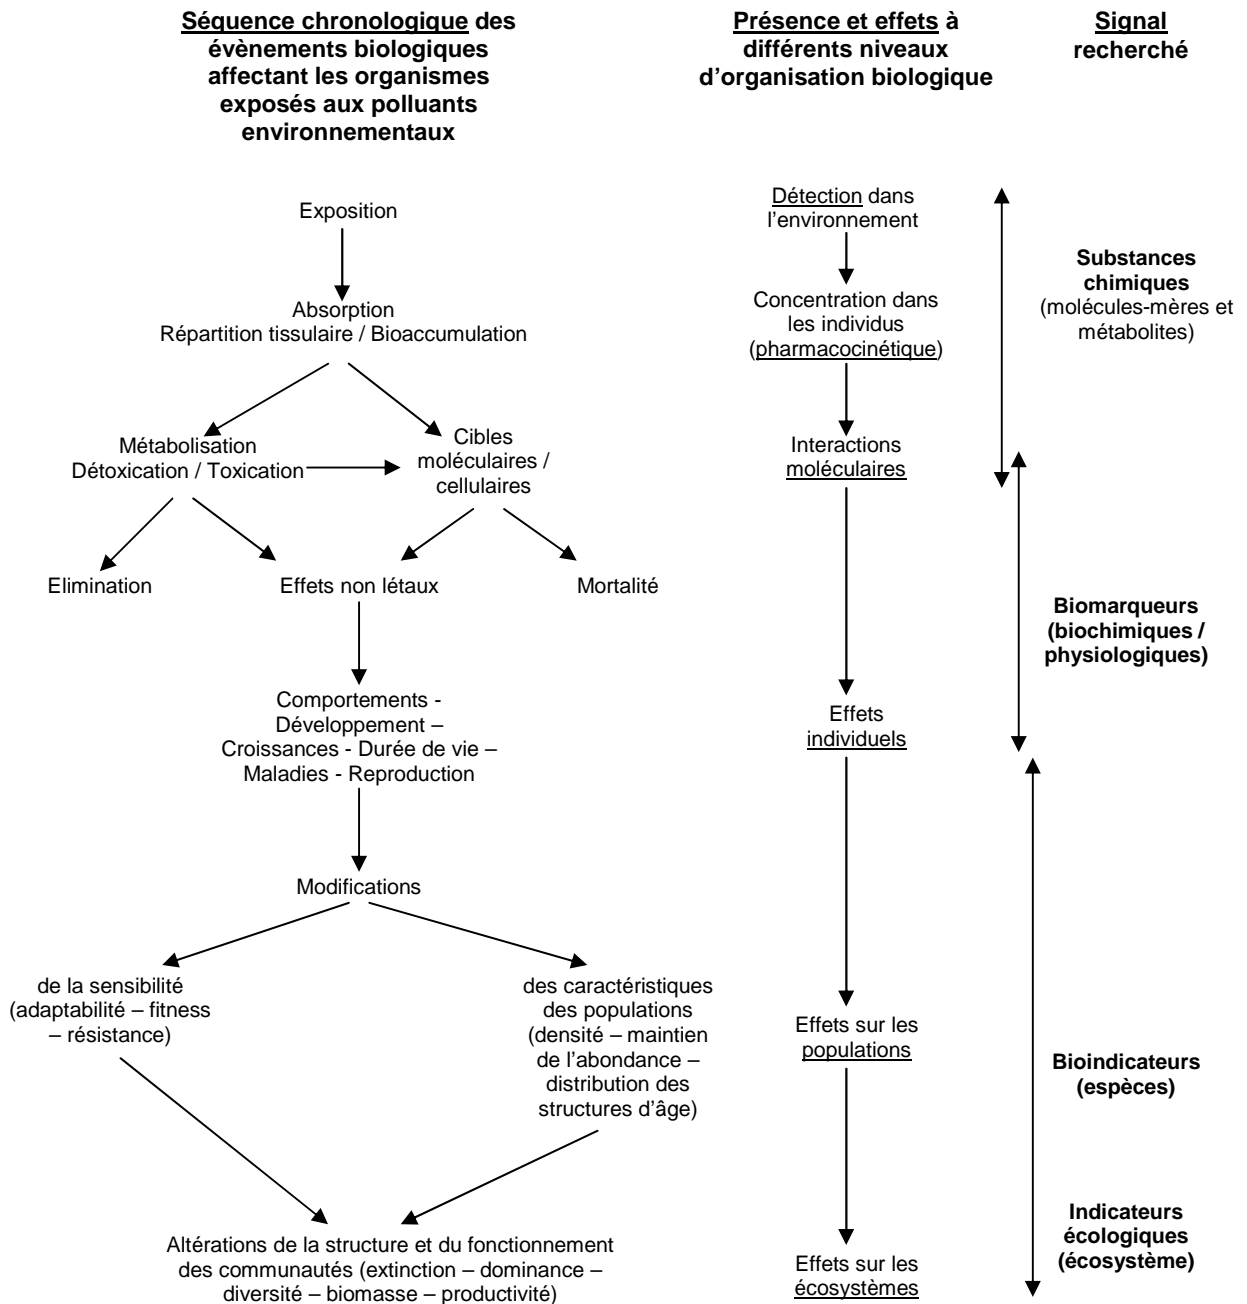 Séquence chronologique des
évènements biologiques
affectant les organismes
exposés aux polluants
environnementaux
Présence et effets à
différents niveaux
d'organisation biologique
Signal
recherché
Exposition
Absorption
Répartition tissulaire / Bioaccumulation
Métabolisation
Détoxication / Toxication
Cibles
moléculaires /
cellulaires
Elimination
Effets non létaux
Mortalité
Comportements -
Développement –
Croissances - Durée de vie –
Maladies - Reproduction
Modifications
de la sensibilité
(adaptabilité – fitness
– résistance)
des caractéristiques
des populations
(densité – maintien
de l'abondance –
distribution des
structures d'âge)
Altérations de la structure et du fonctionnement
des communautés (extinction – dominance –
diversité – biomasse – productivité)
Détection dans
l'environnement
Concentration dans
les individus
(pharmacocinétique)
Interactions
moléculaires
Effets
individuels
Effets sur les
populations
Effets sur les
écosystèmes
Substances
chimiques
(molécules-mères et
métabolites)
Biomarqueurs
(biochimiques /
physiologiques)
Bioindicateurs
(espèces)
Indicateurs
écologiques
(écosystème)